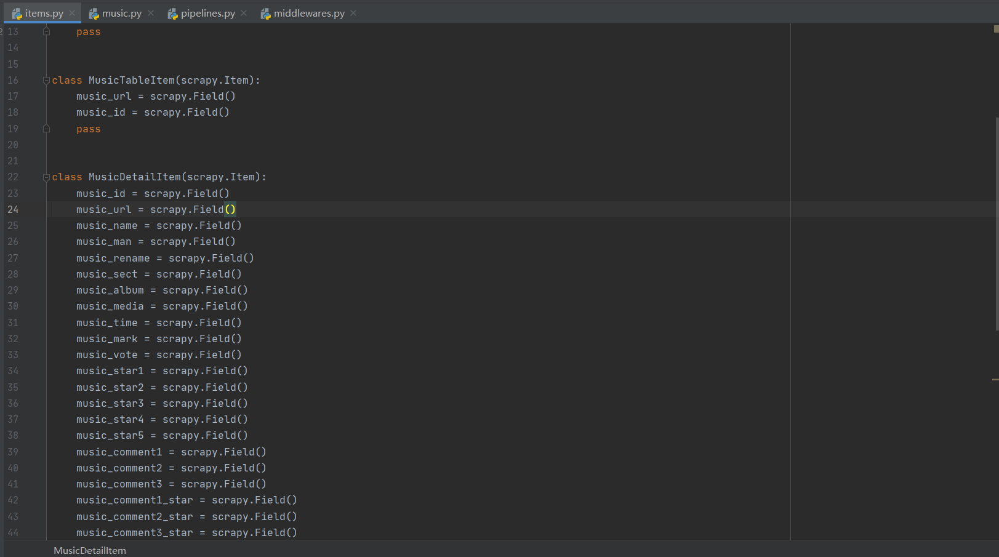 items.py music.py pipelines.py middlewares.py
2 13 pass
14
15
16 class MusicTableItem(scrapy.Item):
17 music_url = scrapy.Field()
18 music_id = scrapy.Field()
19 pass
20
21
22 class MusicDetailItem(scrapy.Item):
23 music_id = scrapy.Field()
24 music_url = scrapy.Field()
25 music_name = scrapy.Field()
26 music_man = scrapy.Field()
27 music_rename = scrapy.Field()
28 music_sect = scrapy.Field()
29 music_album = scrapy.Field()
30 music_media = scrapy.Field()
31 music_time = scrapy.Field()
32 music_mark = scrapy.Field()
33 music_vote = scrapy.Field()
34 music_star1 = scrapy.Field()
35 music_star2 = scrapy.Field()
36 music_star3 = scrapy.Field()
37 music_star4 = scrapy.Field()
38 music_star5 = scrapy.Field()
39 music_comment1 = scrapy.Field()
40 music_comment2 = scrapy.Field()
41 music_comment3 = scrapy.Field()
42 music_comment1_star = scrapy.Field()
43 music_comment2_star = scrapy.Field()
44 music_comment3_star = scrapy.Field()
MusicDetailItem